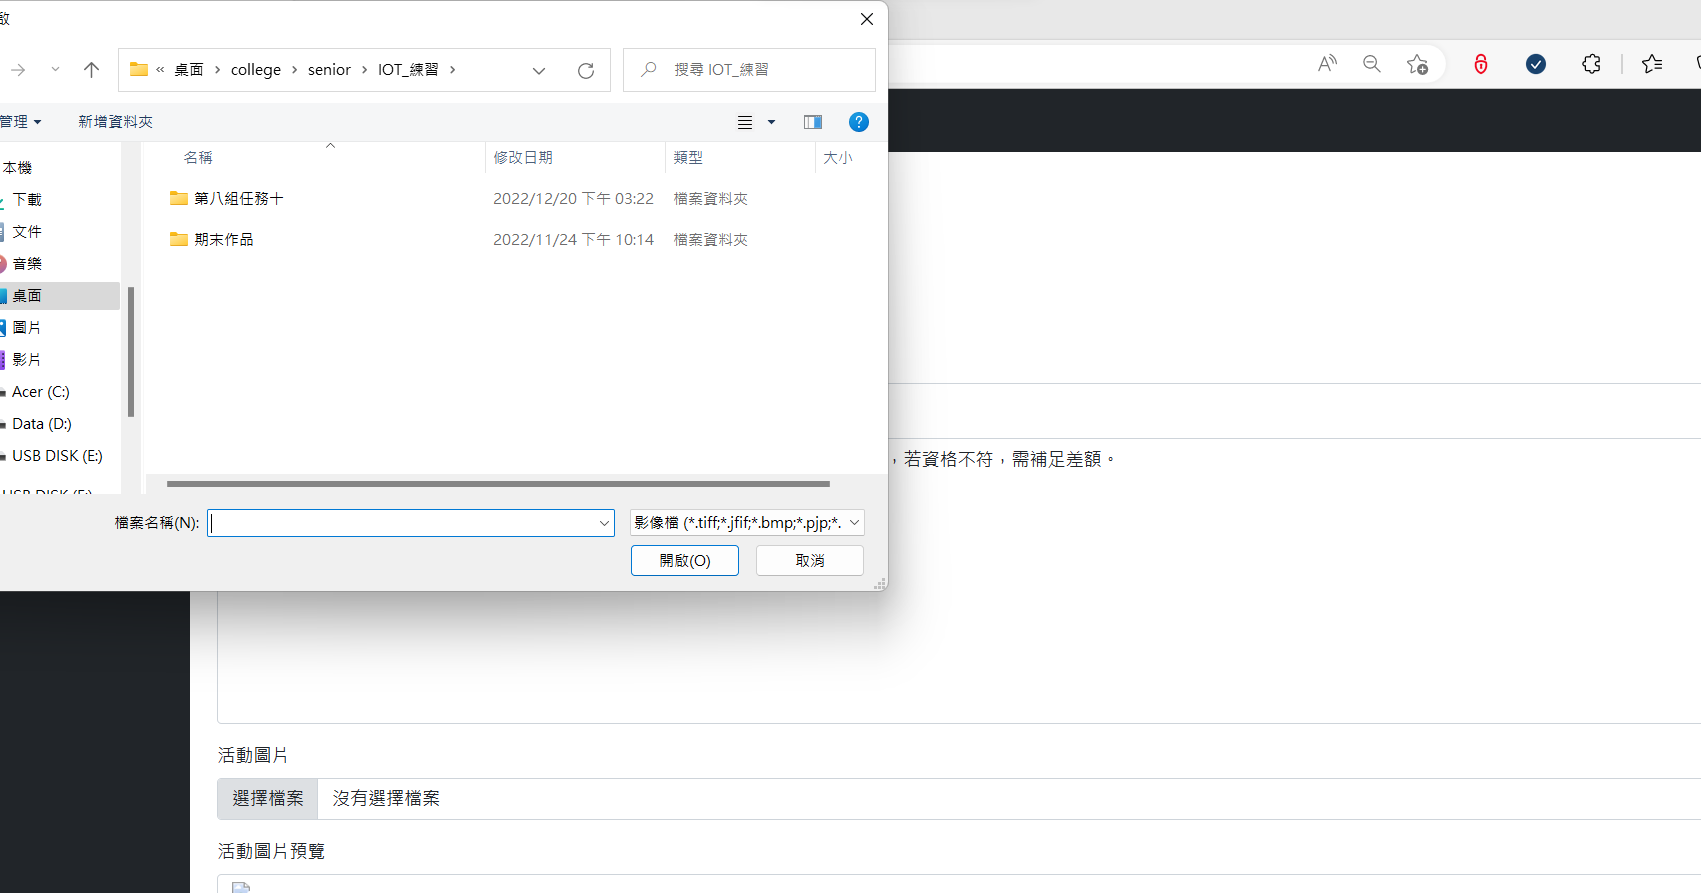 啟
« 桌面 › college › senior › IOT_練習 ›
搜尋 IOT_練習
管理
新增資料夾
名稱
修改日期
類型
大小
本機
下載
文件
音樂
桌面
圖片
影片
Acer (C:)
Data (D:)
USB DISK (E:)
USB DISK (E:)
第八組任務十
2022/12/20 下午 03:22
檔案資料夾
期末作品
2022/11/24 下午 10:14
檔案資料夾
檔案名稱(N):
影像檔 (*.tiff;*.jfif;*.bmp;*.pjp;*.
開啟(O)
取消
，若資格不符，需補足差額。
活動圖片
選擇檔案
沒有選擇檔案
活動圖片預覽